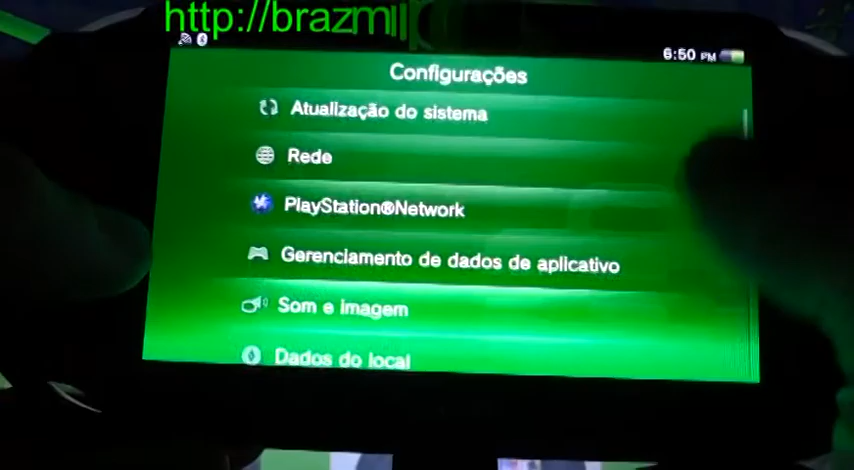 http://brazmi
6:50 PM
Configurações
Atualização do sistema
Rede
PlayStation®Network
Gerenciamento de dados de aplicativo
Som e imagem
Dados do local